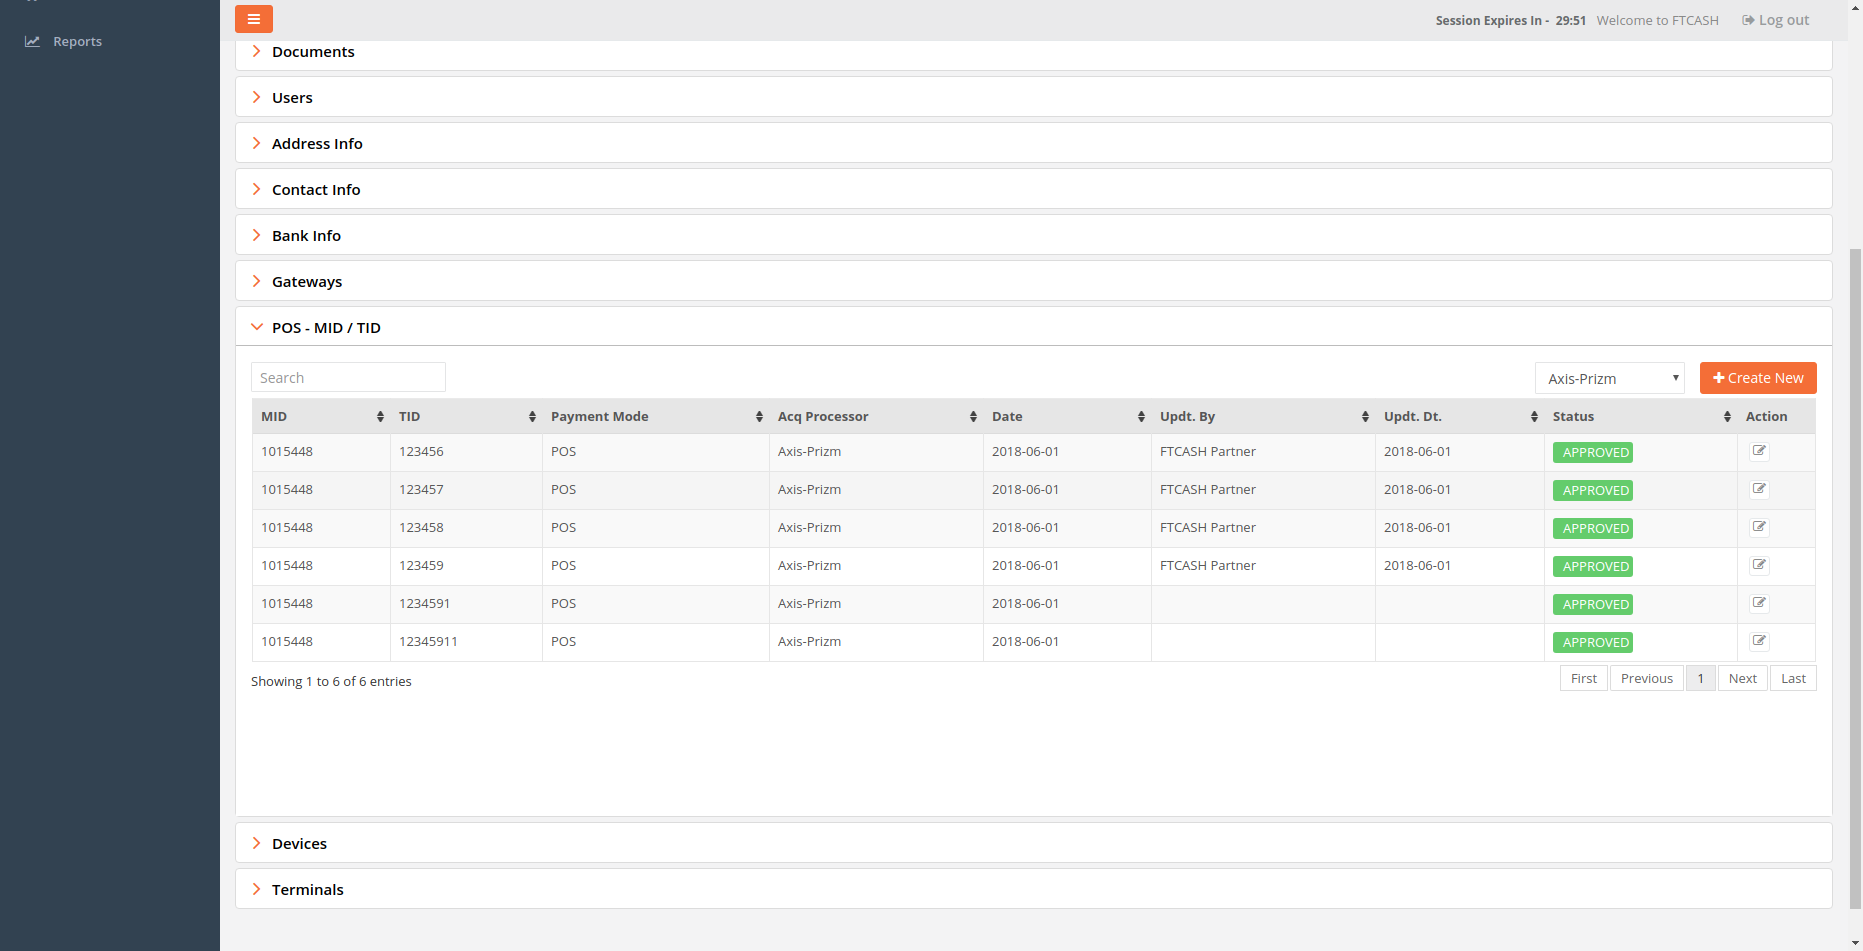 Session Expires In - 29:51 Welcome to FTCASH Log out
Reports
Documents
Users
Address Info
Contact Info
Bank Info
Gateways
POS - MID / TID
Search Axis-Prizm Create New
MID TID Payment Mode Acq Processor Date Updt. By Updt. Dt. Status Action
1015448 123456 POS Axis-Prizm 2018-06-01 FTCASH Partner 2018-06-01 APPROVED
1015448 123457 POS Axis-Prizm 2018-06-01 FTCASH Partner 2018-06-01 APPROVED
1015448 123458 POS Axis-Prizm 2018-06-01 FTCASH Partner 2018-06-01 APPROVED
1015448 123459 POS Axis-Prizm 2018-06-01 FTCASH Partner 2018-06-01 APPROVED
1015448 1234591 POS Axis-Prizm 2018-06-01 APPROVED
1015448 12345911 POS Axis-Prizm 2018-06-01 APPROVED
Showing 1 to 6 of 6 entries First Previous 1 Next Last
Devices
Terminals